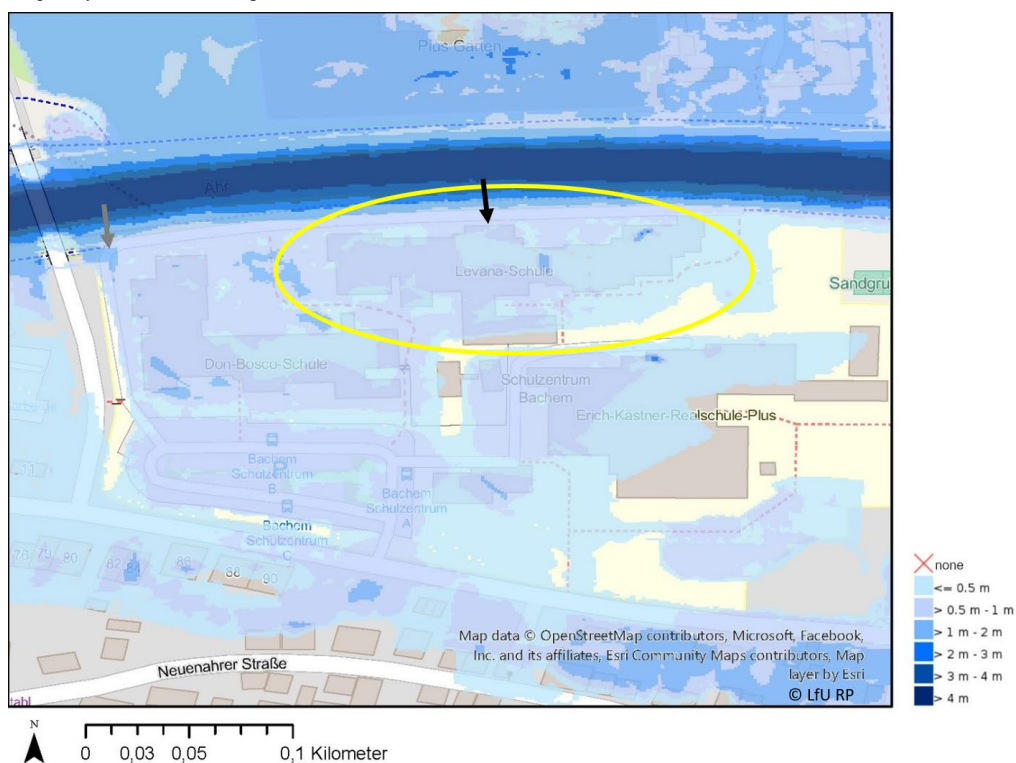 Plus Gärten
Ahr
Levana-Schule
Sandgru
Don-Bosco-Schule
Schulzentrum
Bachem
Erich-Kästner-Realschule-Plus
Bachem
Schulzentrum
B
P
Bachem
Schulzentrum
A
Bachem
Schulzentrum
C
11
76
79
80
82
84
86
88
90
Neuenahrer Straße
Map data © OpenStreetMap contributors, Microsoft, Facebook,
Inc. and its affiliates, Esri Community Maps contributors, Map
layer by Esri
© LfU RP
none
<= 0.5 m
> 0.5 m - 1 m
> 1 m - 2 m
> 2 m - 3 m
> 3 m - 4 m
> 4 m
N
0 0,03 0,05 0,1 Kilometer